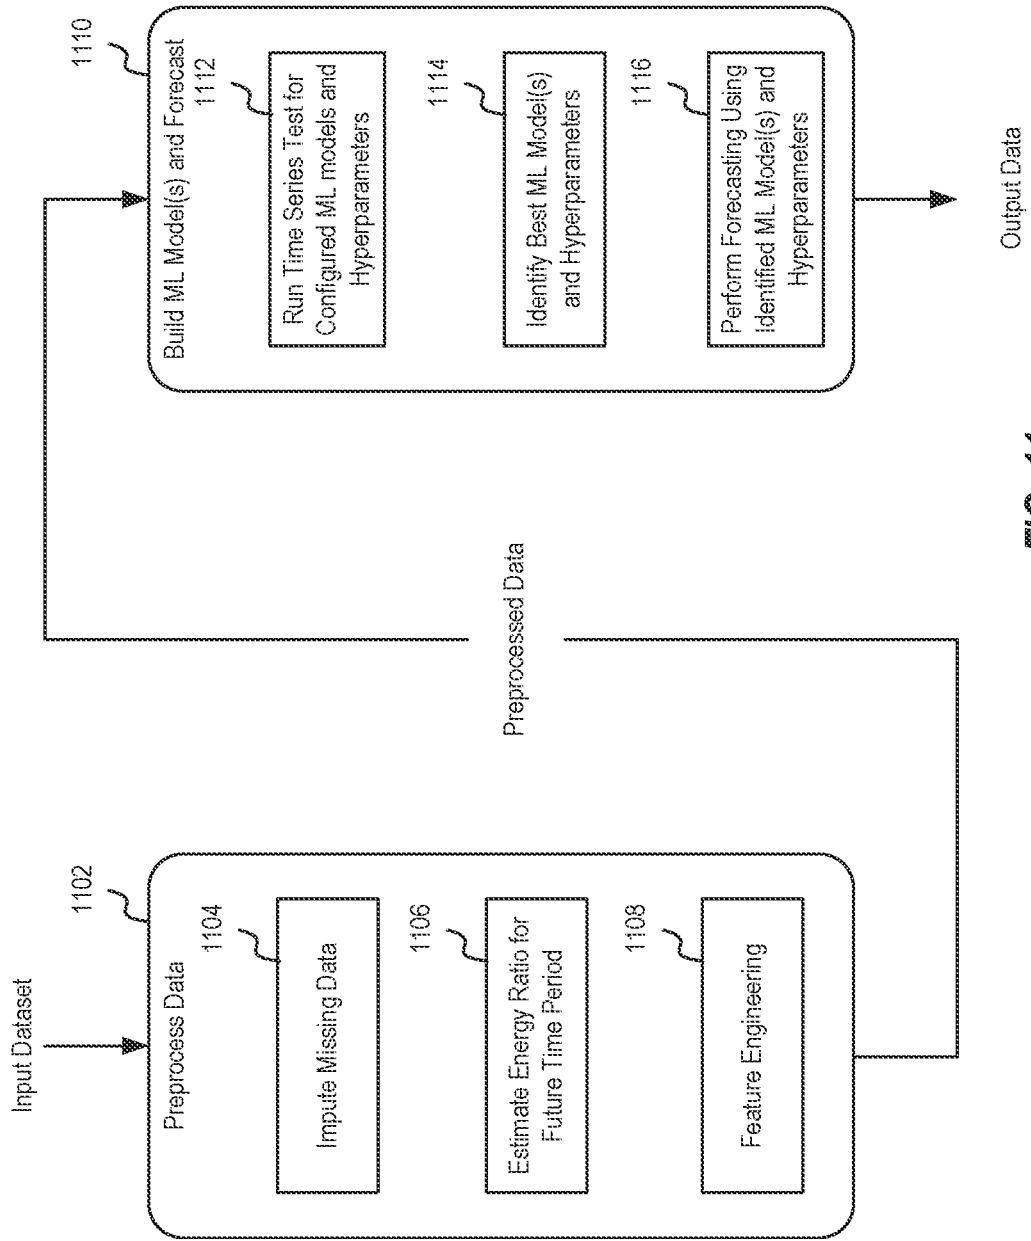 Input Dataset
1102
Preprocess Data
1104
Impute Missing Data
1106
Estimate Energy Ratio for
Future Time Period
1108
Feature Engineering
Preprocessed Data
1110
Build ML Model(s) and Forecast
1112
Run Time Series Test for
Configured ML models and
Hyperparameters
1114
Identify Best ML Model(s)
and Hyperparameters
1116
Perform Forecasting Using
Identified ML Model(s) and
Hyperparameters
Output Data